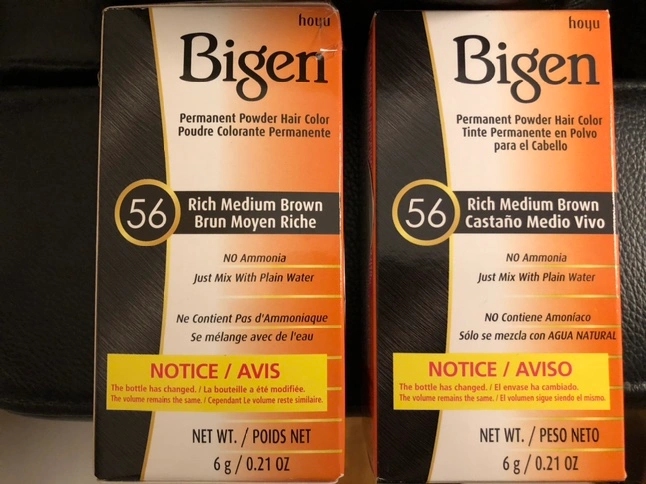 hoyu
Bigen
Permanent Powder Hair Color
Poudre Colorante Permanente
56
Rich Medium Brown
Brun Moyen Riche
NO Ammonia
Just Mix With Plain Water
Ne Contient Pas d'Ammoniaque
Se mélange avec de l'eau
NOTICE / AVIS
The bottle has changed. / La bouteille a été modifiée.
The volume remains the same. / Cependant Le volume reste similaire.
NET WT. / POIDS NET
6 g / 0.21 OZ
hoyu
Bigen
Permanent Powder Hair Color
Tinte Permanente en Polvo
para el Cabello
56
Rich Medium Brown
Castaño Medio Vivo
NO Ammonia
Just Mix With Plain Water
NO Contiene Amoníaco
Sólo se mezcla con AGUA NATURAL
NOTICE / AVISO
The bottle has changed. / El envase ha cambiado.
The volume remains the same. / El volumen sigue siendo el mismo.
NET WT. / PESO NETO
6 g / 0.21 OZ